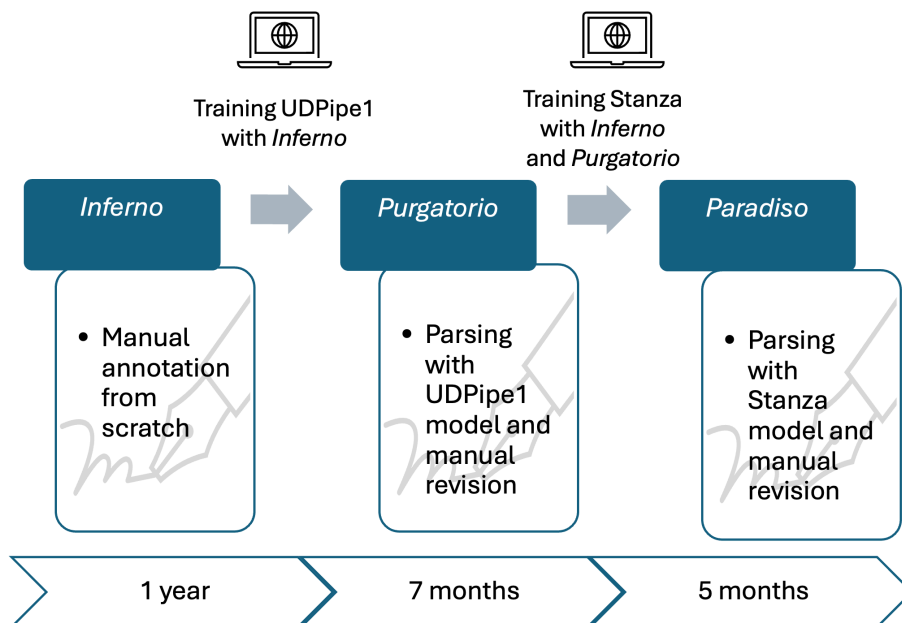 Training UDPipe1
with Inferno
Training Stanza
with Inferno
and Purgatorio
Inferno
Purgatorio
Paradiso
• Manual
annotation
from
scratch
• Parsing
with
UDPipe1
model and
manual
revision
• Parsing
with
Stanza
model and
manual
revision
1 year
7 months
5 months